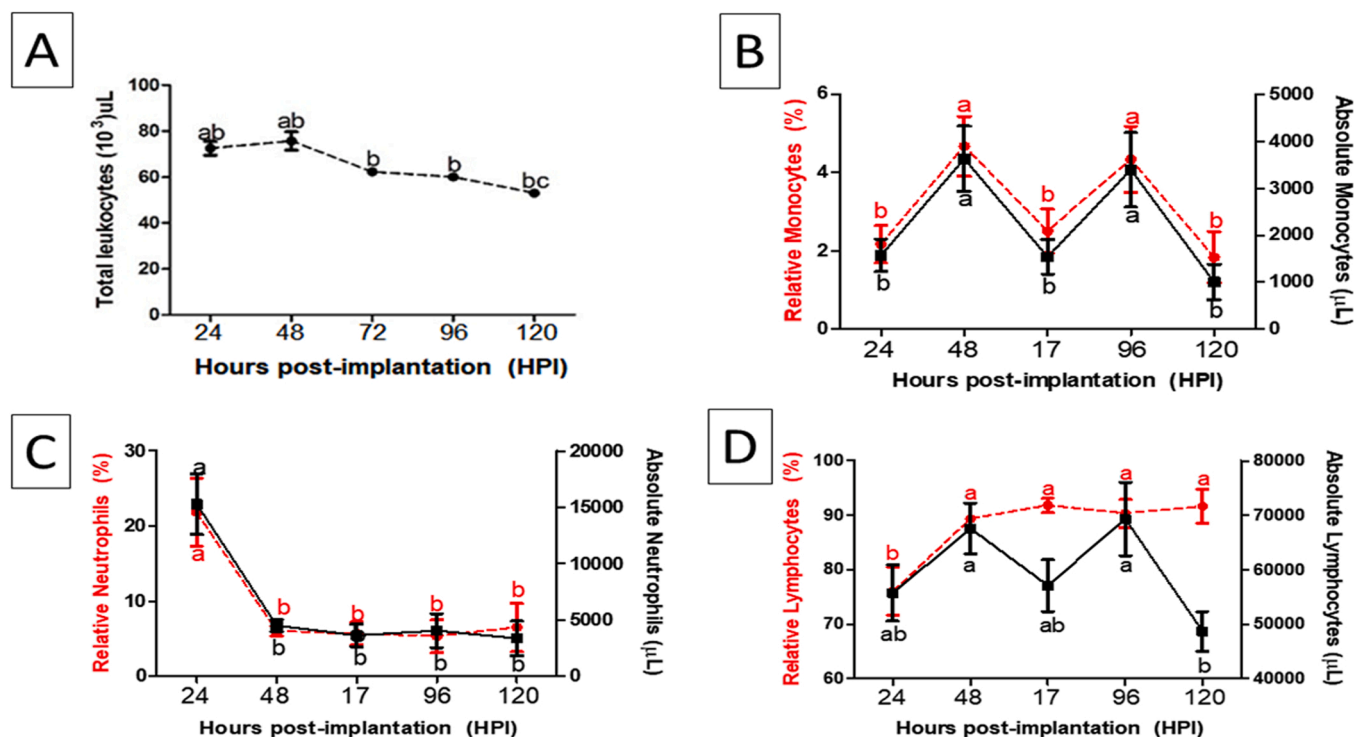 A
Total leukocytes (10³)uL
100
80
60
40
20
0
ab
ab
b
b
bc
24 48 72 96 120
Hours post-implantation (HPI)
B
Relative Monocytes (%)
6
4
2
0
Absolute Monocytes (µL)
5000
4000
3000
2000
1000
0
b a b a b
b a b a b
24 48 17 96 120
Hours post-implantation (HPI)
C
Relative Neutrophils (%)
30
20
10
0
Absolute Neutrophils (µL)
20000
15000
10000
5000
0
a b b b b
a b b b b
24 48 17 96 120
Hours post-implantation (HPI)
D
Relative Lymphocytes (%)
100
90
80
70
60
Absolute Lymphocytes (µL)
80000
70000
60000
50000
40000
b a a a a
ab a ab a b
24 48 17 96 120
Hours post-implantation (HPI)